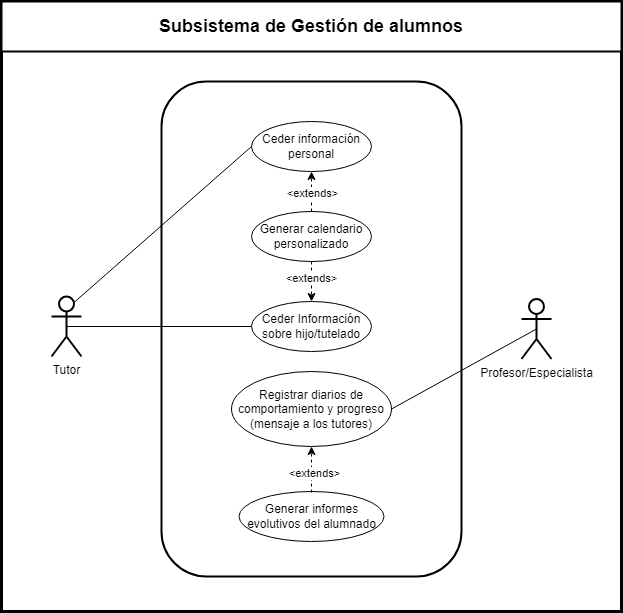 Subsistema de Gestión de alumnos
Ceder información
personal
<extends>
Generar calendario
personalizado
<extends>
Ceder Información
sobre hijo/tutelado
Tutor
Profesor/Especialista
Registrar diarios de
comportamiento y progreso
(mensaje a los tutores)
<extends>
Generar informes
evolutivos del alumnado